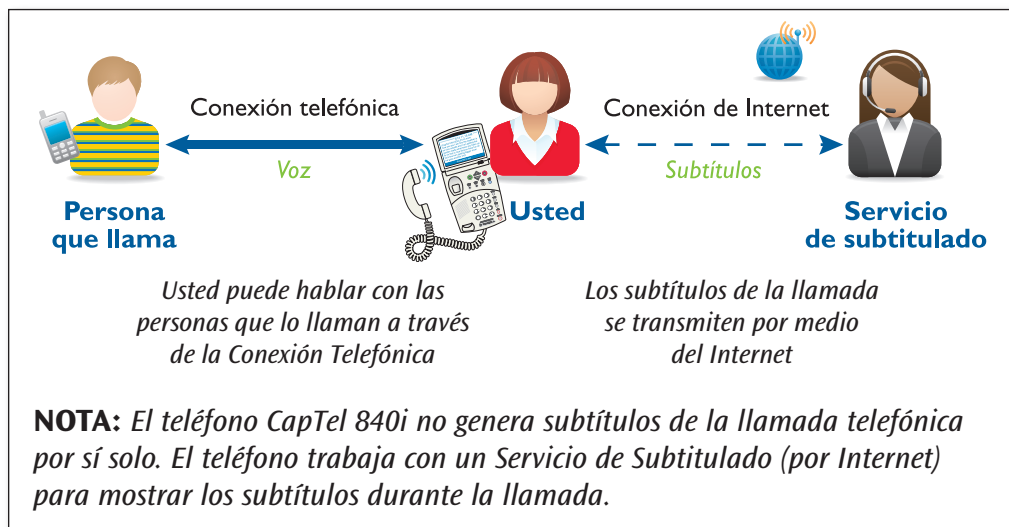 Conexión telefónica
Voz
Conexión de Internet
Subtítulos
Persona
que llama
Usted
Servicio
de subtitulado
Usted puede hablar con las
personas que lo llaman a través
de la Conexión Telefónica
Los subtítulos de la llamada
se transmiten por medio
del Internet
NOTA: El teléfono CapTel 840i no genera subtítulos de la llamada telefónica
por sí solo. El teléfono trabaja con un Servicio de Subtitulado (por Internet)
para mostrar los subtítulos durante la llamada.